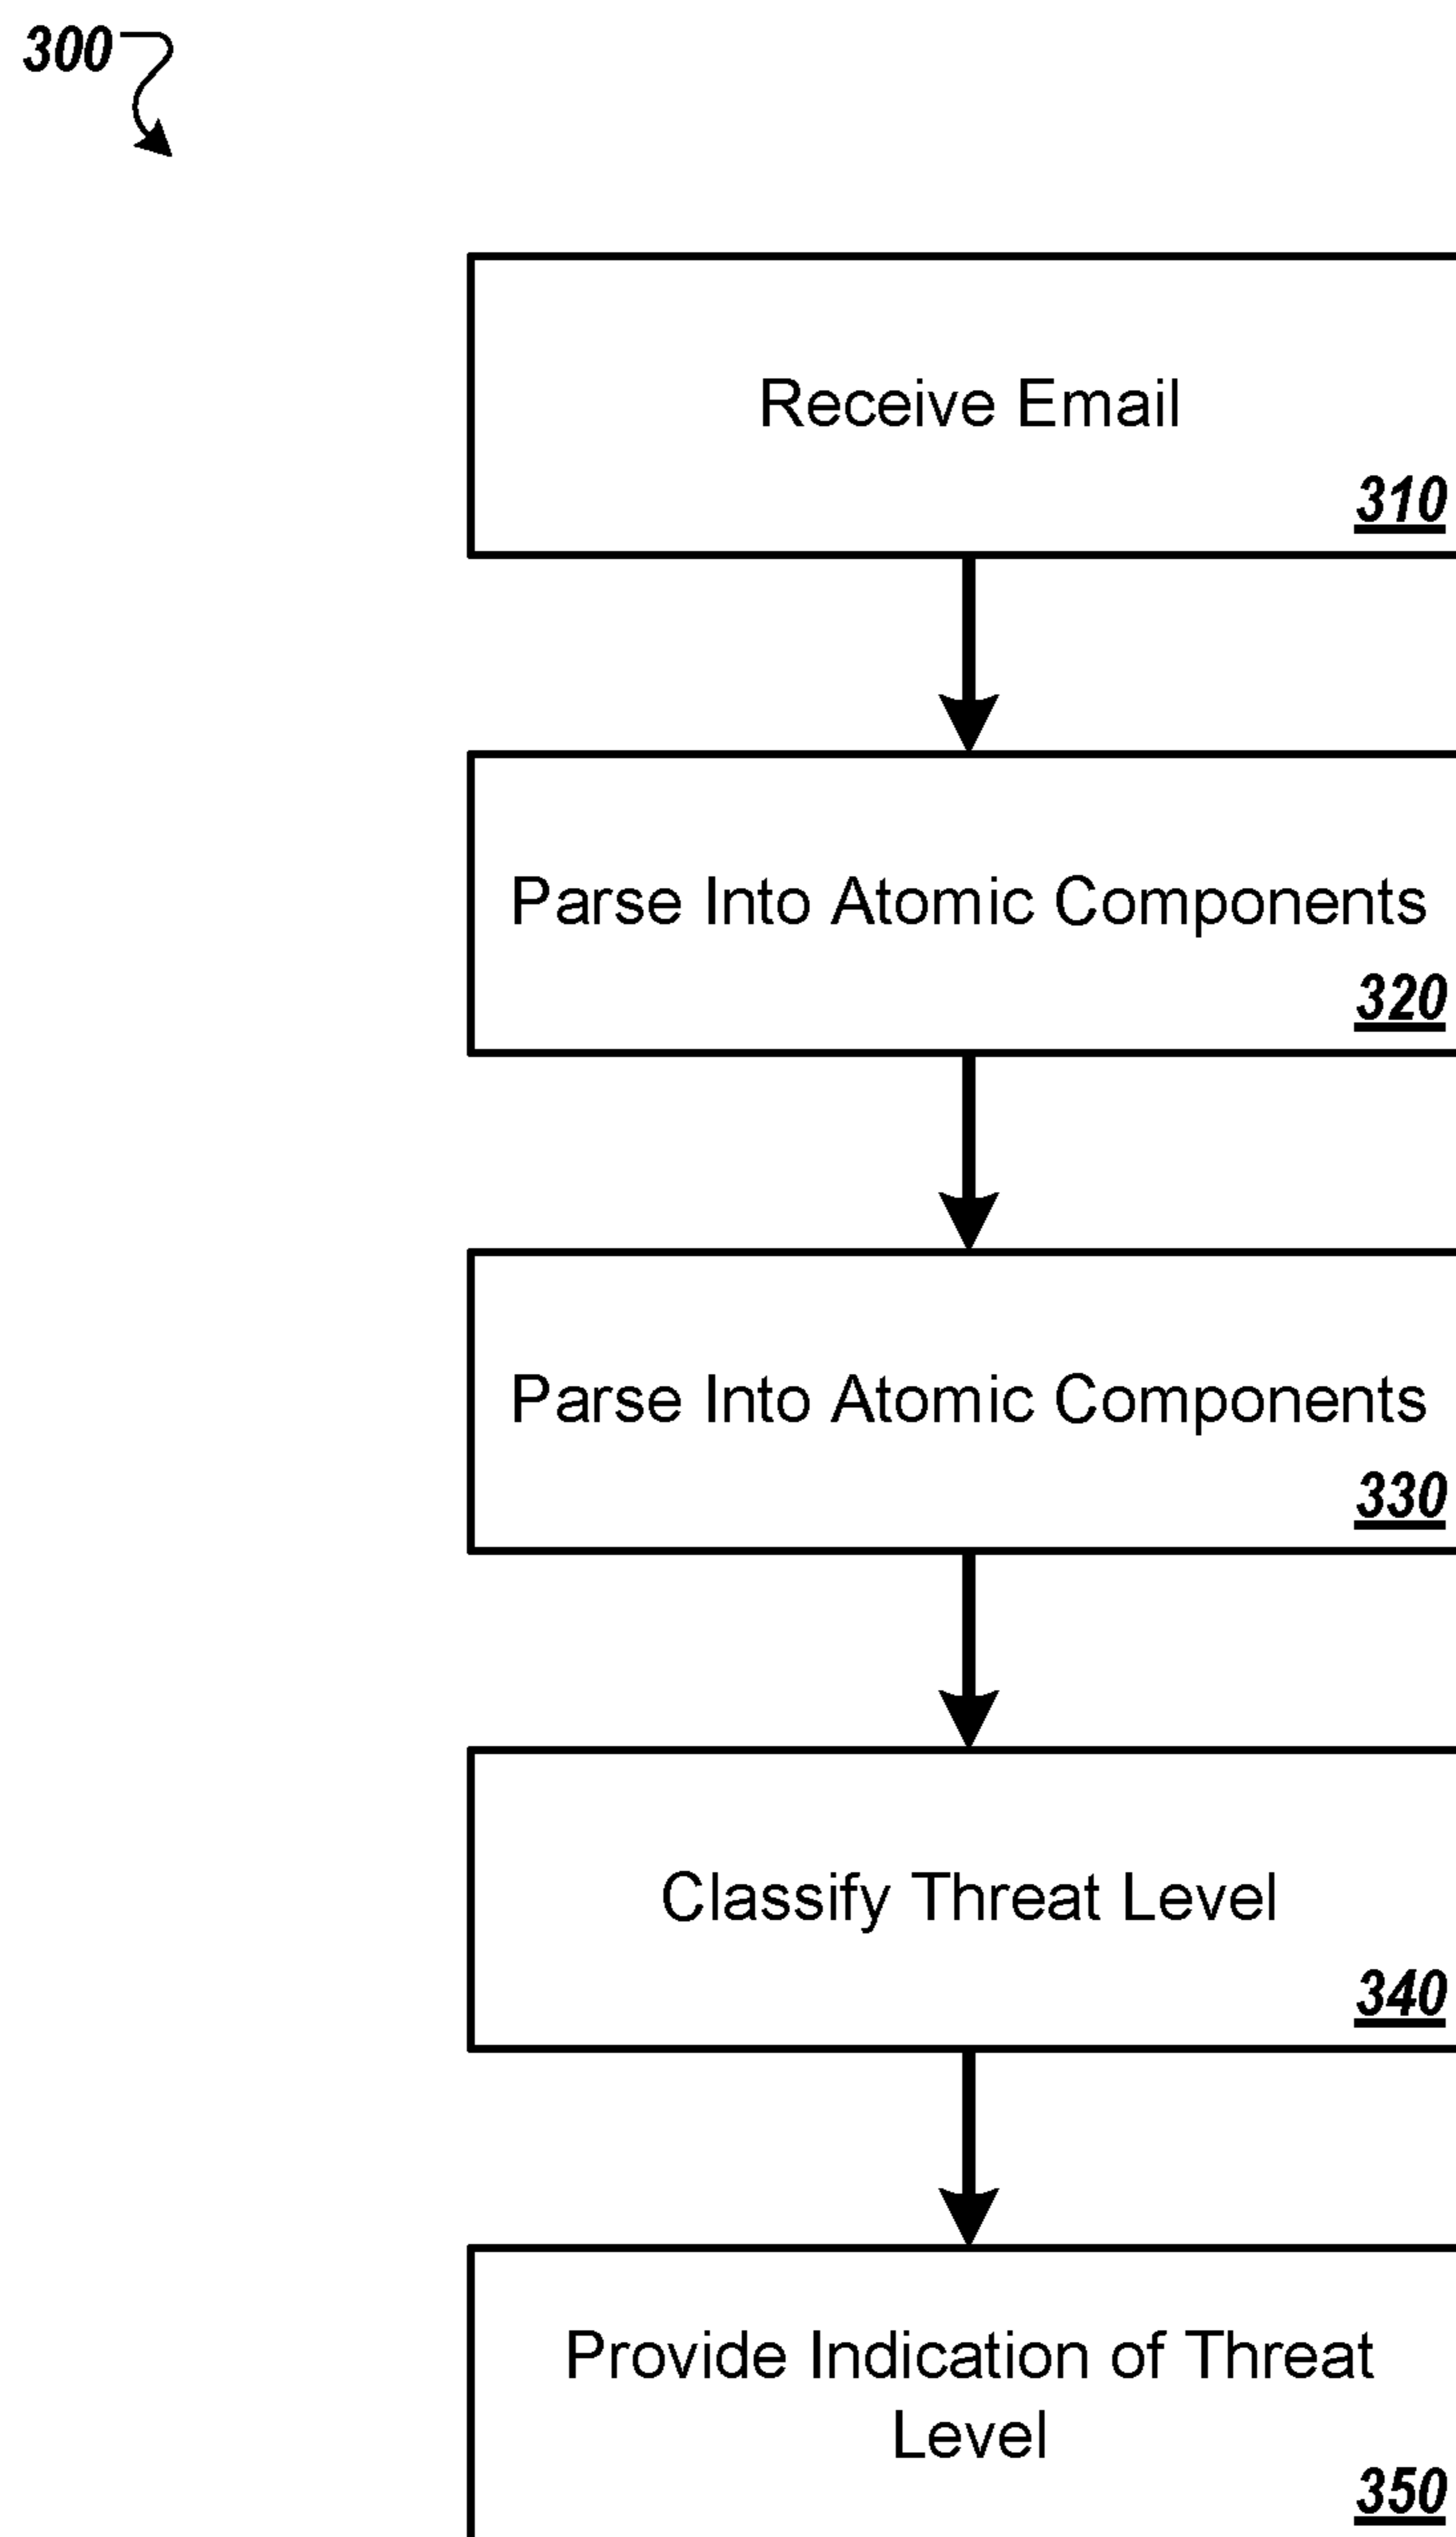 300
Receive Email
310
Parse Into Atomic Components
320
Parse Into Atomic Components
330
Classify Threat Level
340
Provide Indication of Threat
Level
350